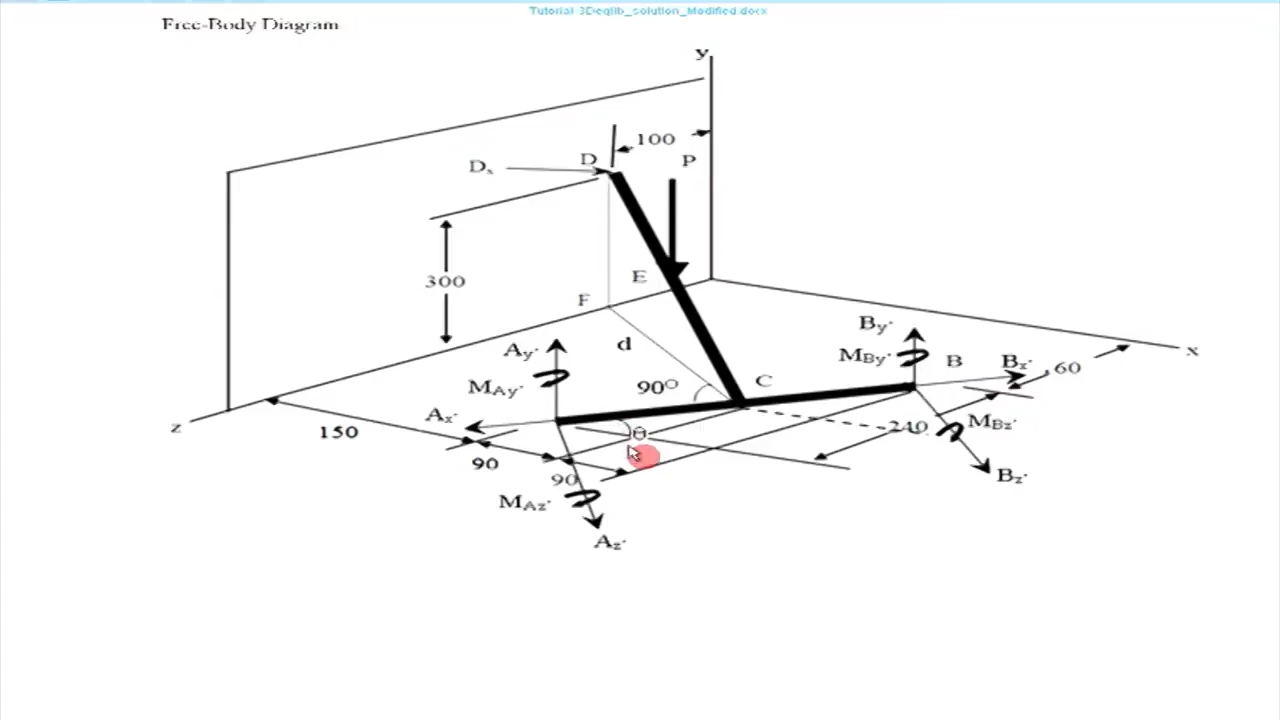 Tutorial 3Deqlib_solution_Modified.docx
Free-Body Diagram
y
100
D
P
Dx
300
E
F
d
By'
Ay'
MBy'
B
Bx'
60
x
MAy'
90°
C
Ax'
z
150
θ
240
MBz'
90
90
Bz'
MAz'
Az'